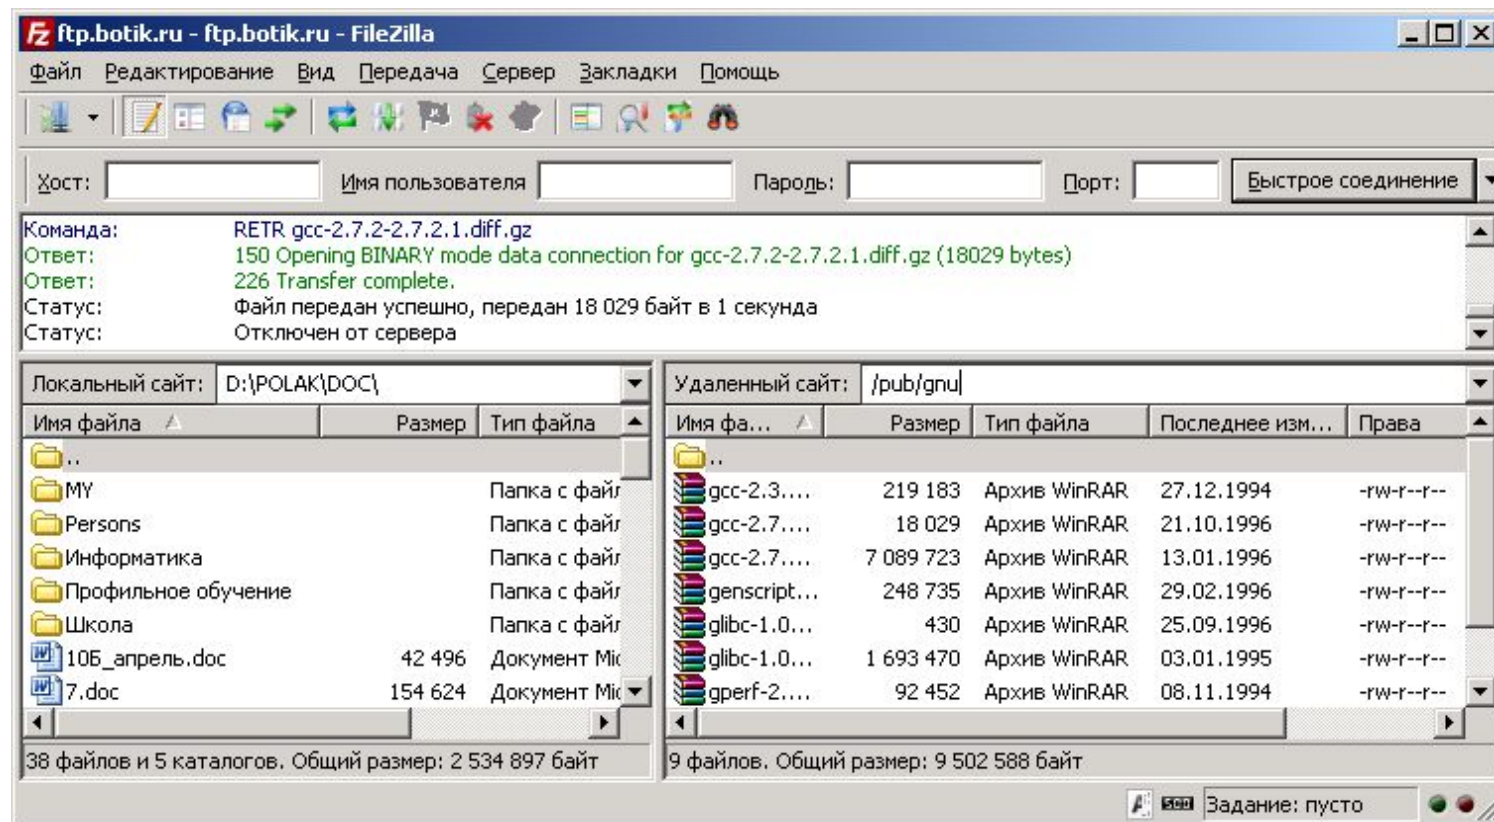 ftp.botik.ru - ftp.botik.ru - FileZilla
Файл Редактирование Вид Передача Сервер Закладки Помощь
Хост: Имя пользователя Пароль: Порт: Быстрое соединение
Команда: RETR gcc-2.7.2-2.7.2.1.diff.gz
Ответ: 150 Opening BINARY mode data connection for gcc-2.7.2-2.7.2.1.diff.gz (18029 bytes)
Ответ: 226 Transfer complete.
Статус: Файл передан успешно, передан 18 029 байт в 1 секунда
Статус: Отключен от сервера
Локальный сайт: D:\POLAK\DOC\
Имя файла Размер Тип файла
..
MY Папка с файл
Persons Папка с файл
Информатика Папка с файл
Профильное обучение Папка с файл
Школа Папка с файл
10Б_апрель.doc 42 496 Документ Mic
7.doc 154 624 Документ Mic
38 файлов и 5 каталогов. Общий размер: 2 534 897 байт
Удаленный сайт: /pub/gnu
Имя фа... Размер Тип файла Последнее изм... Права
..
gcc-2.3.... 219 183 Архив WinRAR 27.12.1994 -rw-r--r--
gcc-2.7.... 18 029 Архив WinRAR 21.10.1996 -rw-r--r--
gcc-2.7.... 7 089 723 Архив WinRAR 13.01.1996 -rw-r--r--
genscript... 248 735 Архив WinRAR 29.02.1996 -rw-r--r--
glibc-1.0... 430 Архив WinRAR 25.09.1996 -rw-r--r--
glibc-1.0... 1 693 470 Архив WinRAR 03.01.1995 -rw-r--r--
gperf-2.... 92 452 Архив WinRAR 08.11.1994 -rw-r--r--
9 файлов. Общий размер: 9 502 588 байт
Задание: пусто